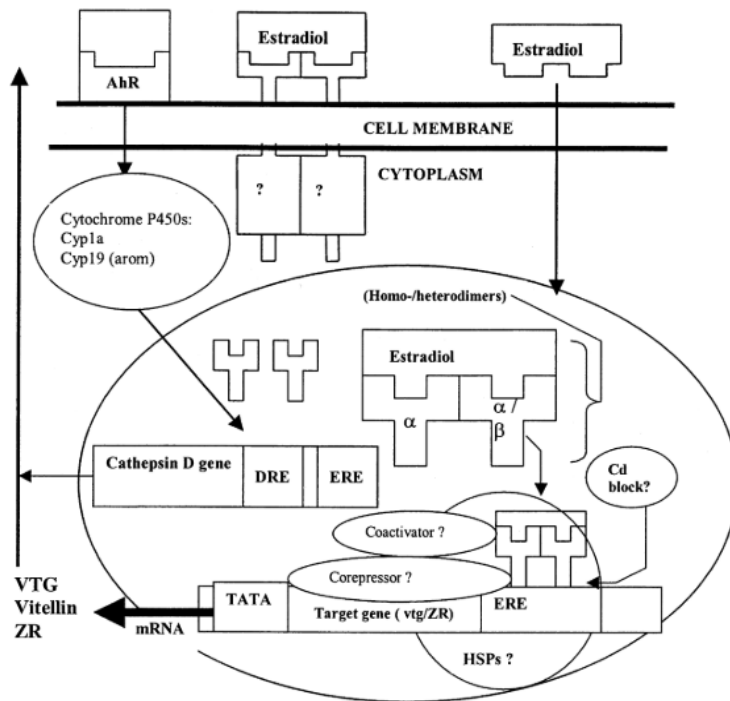 Estradiol
Estradiol
AhR
CELL MEMBRANE
CYTOPLASM
? ?
Cytochrome P450s:
Cyp1a
Cyp19 (arom)
(Homo-/heterodimers)
Estradiol
α
α /
β
Cathepsin D gene
DRE
ERE
Cd
block?
Coactivator ?
Corepressor ?
VTG
Vitellin
ZR
mRNA
TATA
Target gene ( vtg/ZR)
ERE
HSPs ?